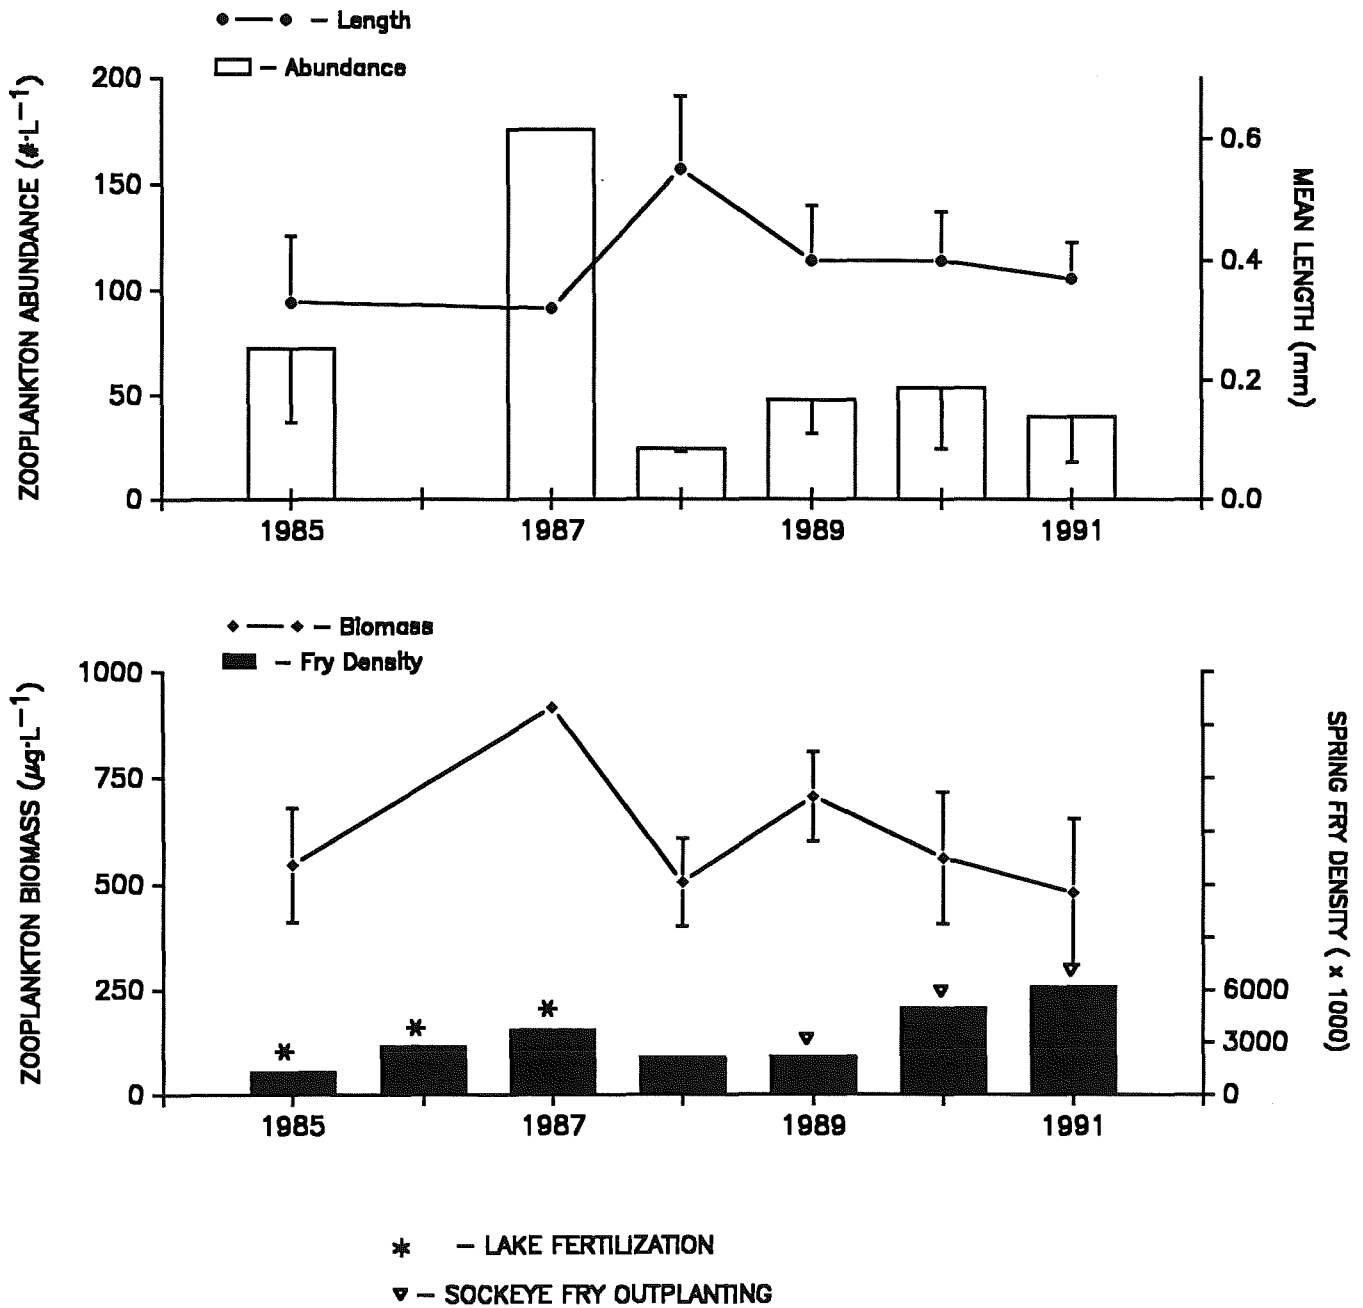 — Length
— Abundance
ZOOPLANKTON ABUNDANCE (#·L⁻¹)
200
150
100
50
0
0.6
0.4
0.2
0.0
MEAN LENGTH (mm)
1985 1987 1989 1991
— Biomass
— Fry Density
ZOOPLANKTON BIOMASS (µg·L⁻¹)
1000
750
500
250
0
6000
3000
0
SPRING FRY DENSITY ( x 1000)
1985 1987 1989 1991
— LAKE FERTILIZATION
— SOCKEYE FRY OUTPLANTING